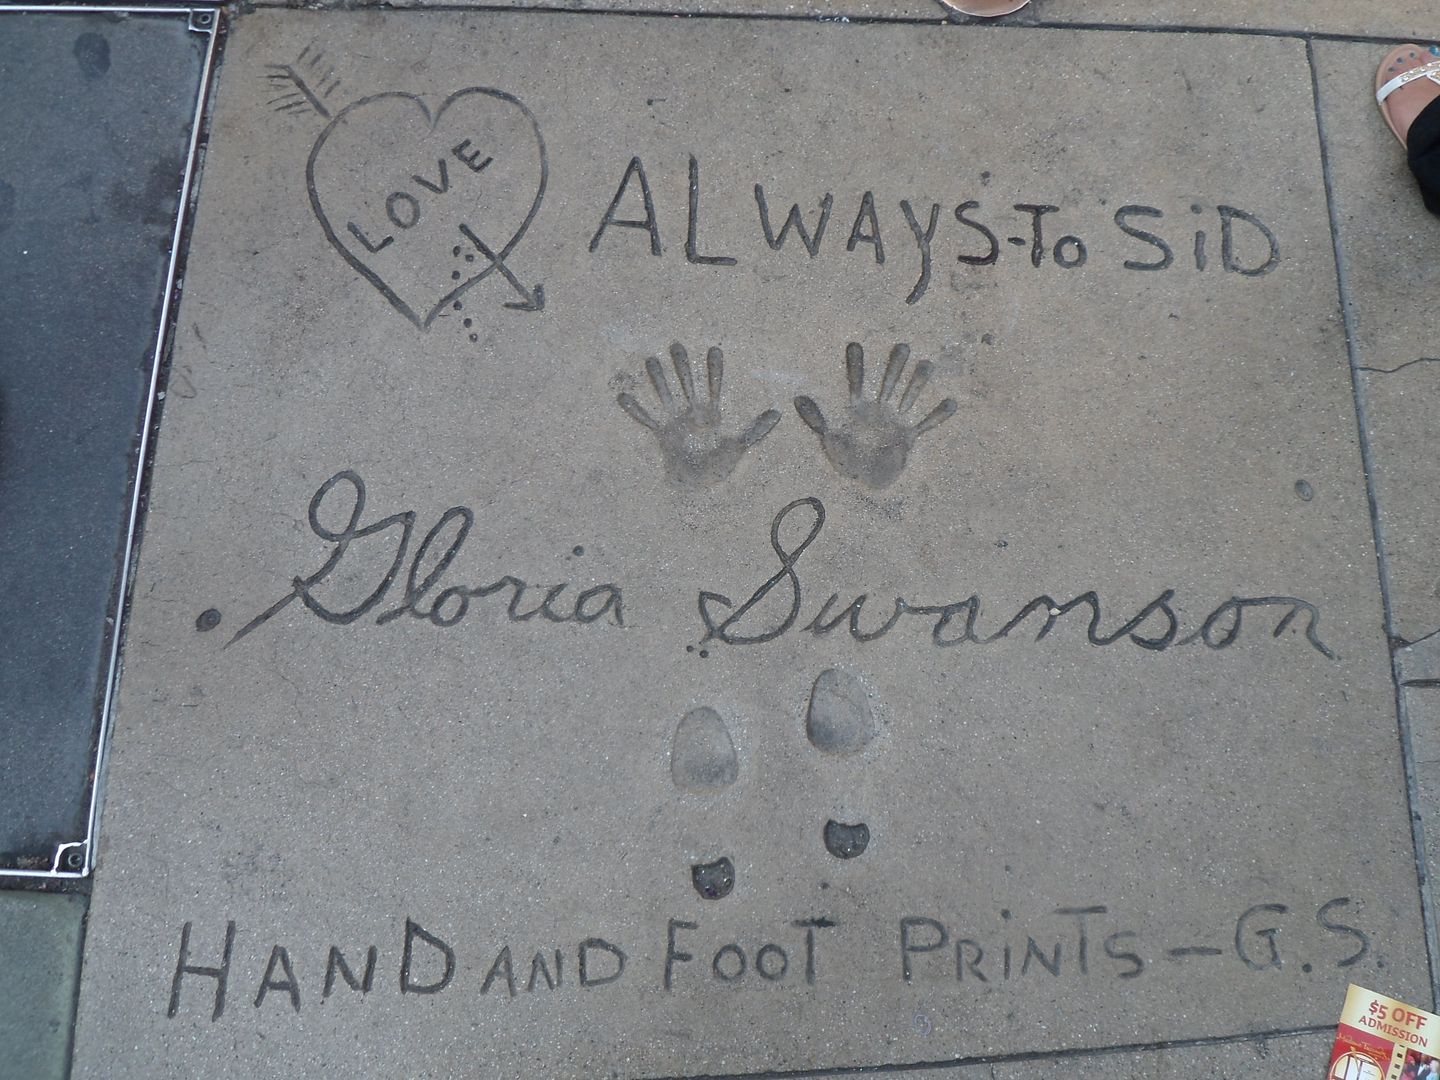 LOVE
ALWAYS-TO SiD
Gloria Swanson
HAND AND FOOT PRiNTS - G.S.
$5 OFF
ADMISSION